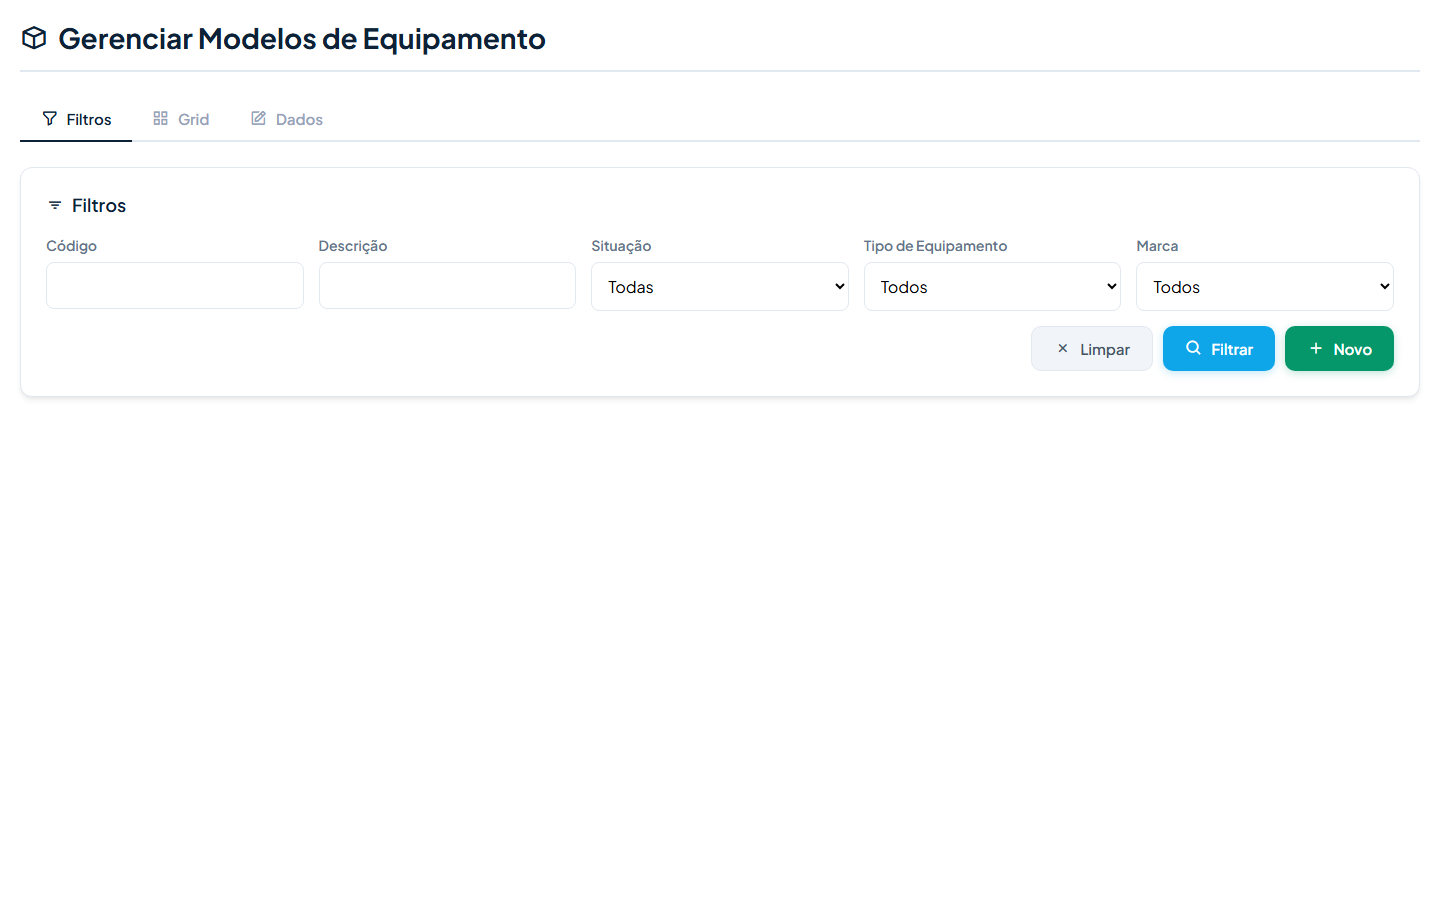 Gerenciar Modelos de Equipamento
Filtros Grid Dados
Filtros
Código Descrição Situação Tipo de Equipamento Marca
Todas Todos Todos
Limpar Filtrar Novo